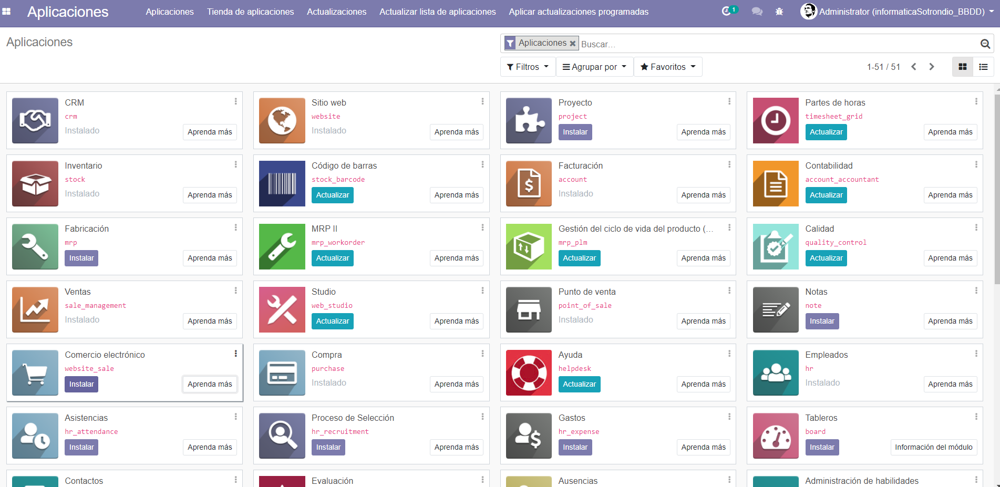 Aplicaciones
Aplicaciones
Tienda de aplicaciones
Actualizaciones
Actualizar lista de aplicaciones
Aplicar actualizaciones programadas
1
Administrator (informaticaSotrondio_BBDD)
Aplicaciones
Aplicaciones
Buscar...
Filtros
Agrupar por
Favoritos
1-51 / 51
CRM
crm
Instalado
Aprenda más
Sitio web
website
Instalado
Aprenda más
Proyecto
project
Instalar
Aprenda más
Partes de horas
timesheet_grid
Actualizar
Aprenda más
Inventario
stock
Instalado
Aprenda más
Código de barras
stock_barcode
Actualizar
Aprenda más
Facturación
account
Instalado
Aprenda más
Contabilidad
account_accountant
Actualizar
Aprenda más
Fabricación
mrp
Instalar
Aprenda más
MRP II
mrp_workorder
Actualizar
Aprenda más
Gestión del ciclo de vida del producto (...
mrp_plm
Actualizar
Aprenda más
Calidad
quality_control
Actualizar
Aprenda más
Ventas
sale_management
Instalado
Aprenda más
Studio
web_studio
Actualizar
Aprenda más
Punto de venta
point_of_sale
Instalado
Aprenda más
Notas
note
Instalar
Aprenda más
Comercio electrónico
website_sale
Instalar
Aprenda más
Compra
purchase
Instalado
Aprenda más
Ayuda
helpdesk
Actualizar
Aprenda más
Empleados
hr
Instalado
Aprenda más
Asistencias
hr_attendance
Instalar
Aprenda más
Proceso de Selección
hr_recruitment
Instalar
Aprenda más
Gastos
hr_expense
Instalar
Aprenda más
Tableros
board
Instalar
Información del módulo
Contactos
Evaluación
Ausencias
Administración de habilidades